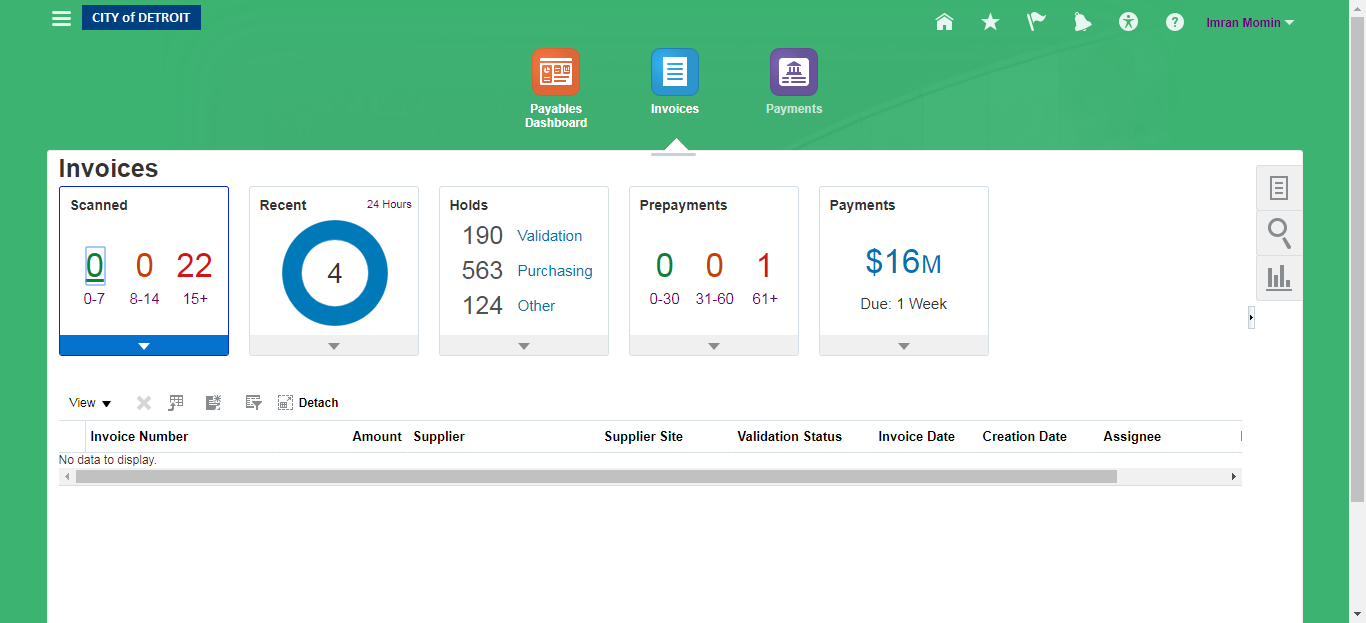 CITY of DETROIT
Imran Momin
Payables
Dashboard
Invoices
Payments
Invoices
Scanned
0 0 22
0-7 8-14 15+
Recent 24 Hours
4
Holds
190 Validation
563 Purchasing
124 Other
Prepayments
0 0 1
0-30 31-60 61+
Payments
$16M
Due: 1 Week
View Detach
Invoice Number Amount Supplier Supplier Site Validation Status Invoice Date Creation Date Assignee
No data to display.